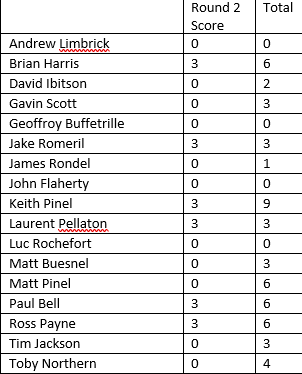 Round 2 Score Total
Andrew Limbrick 0 0
Brian Harris 3 6
David Ibitson 0 2
Gavin Scott 0 3
Geoffroy Buffetrille 0 0
Jake Romeril 3 3
James Rondel 0 1
John Flaherty 0 0
Keith Pinel 3 9
Laurent Pellaton 3 3
Luc Rochefort 0 0
Matt Buesnel 0 3
Matt Pinel 0 6
Paul Bell 3 6
Ross Payne 3 6
Tim Jackson 0 3
Toby Northern 0 4